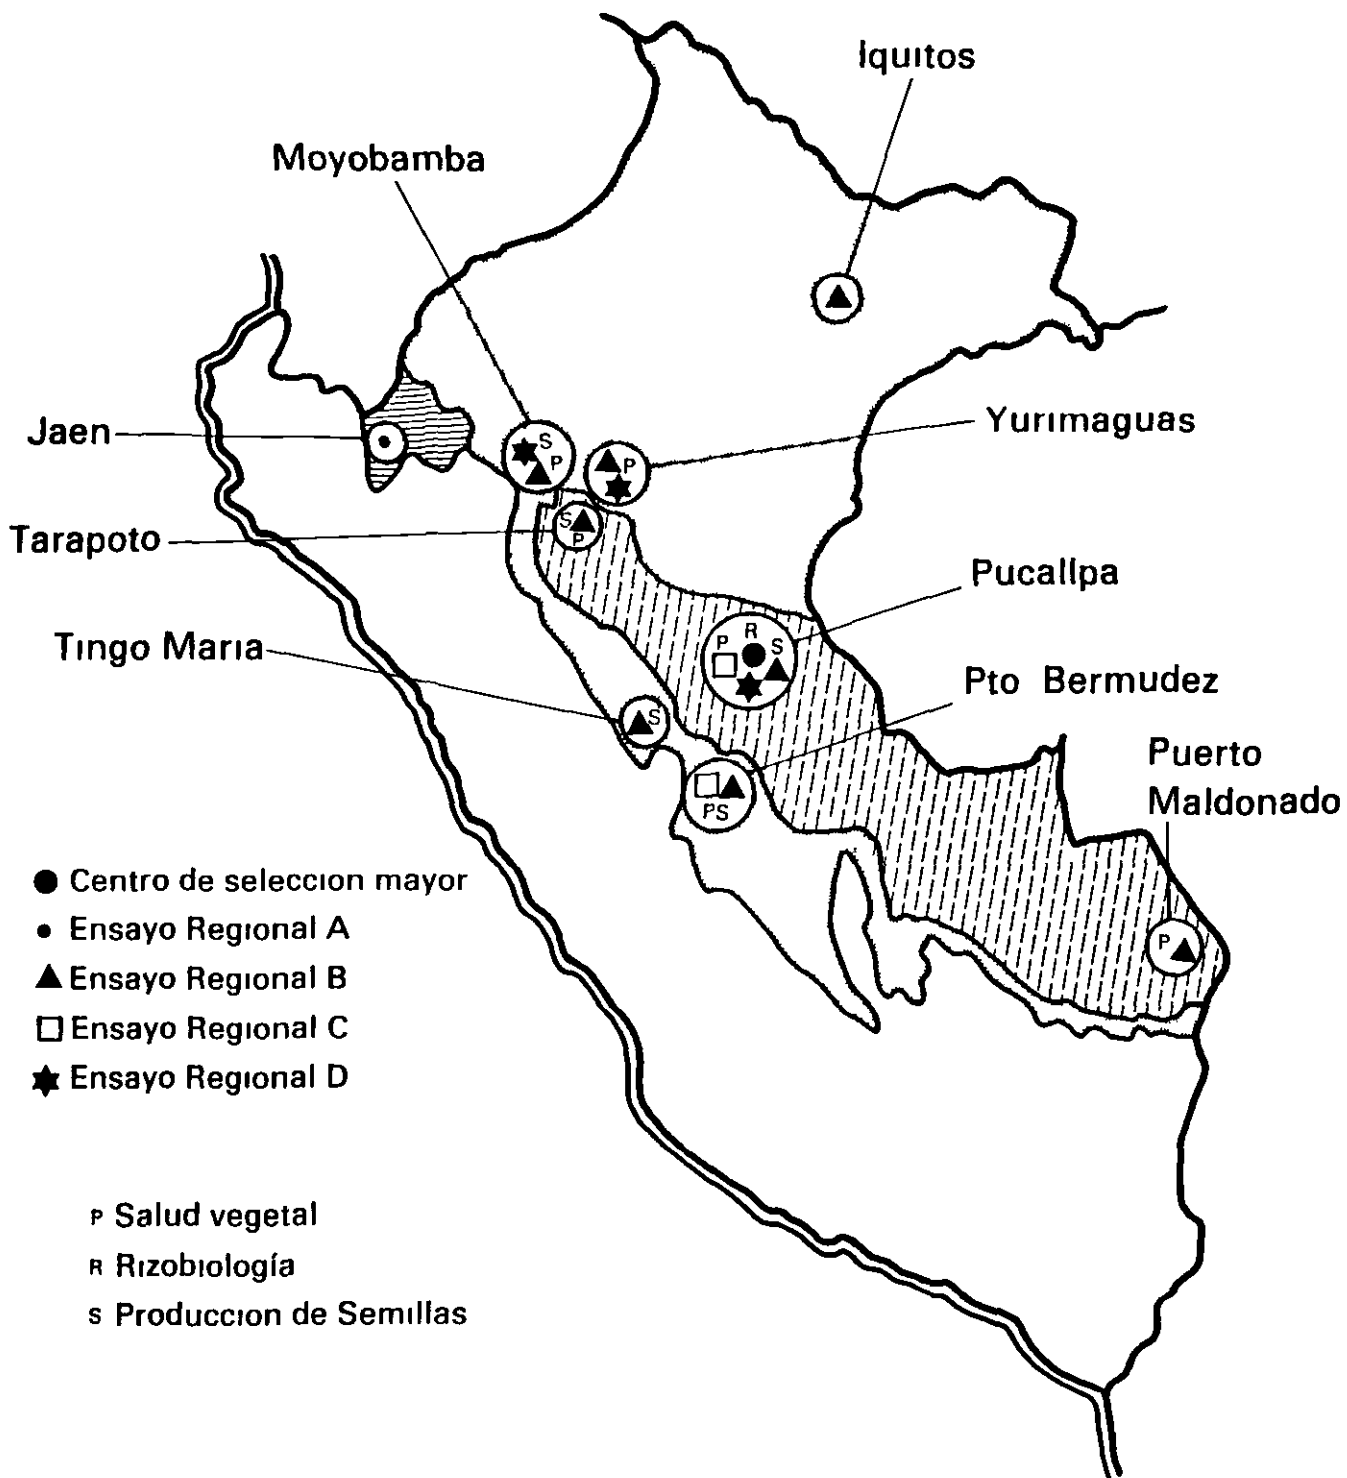 Iquitos
Moyobamba
Jaen
Yurimaguas
S
P
P
Tarapoto
S
P
Pucallpa
R
P
S
Tingo Maria
S
Pto Bermudez
PS
Puerto
Maldonado
P
Centro de seleccion mayor
Ensayo Regional A
Ensayo Regional B
Ensayo Regional C
Ensayo Regional D
P Salud vegetal
R Rizobiología
S Produccion de Semillas